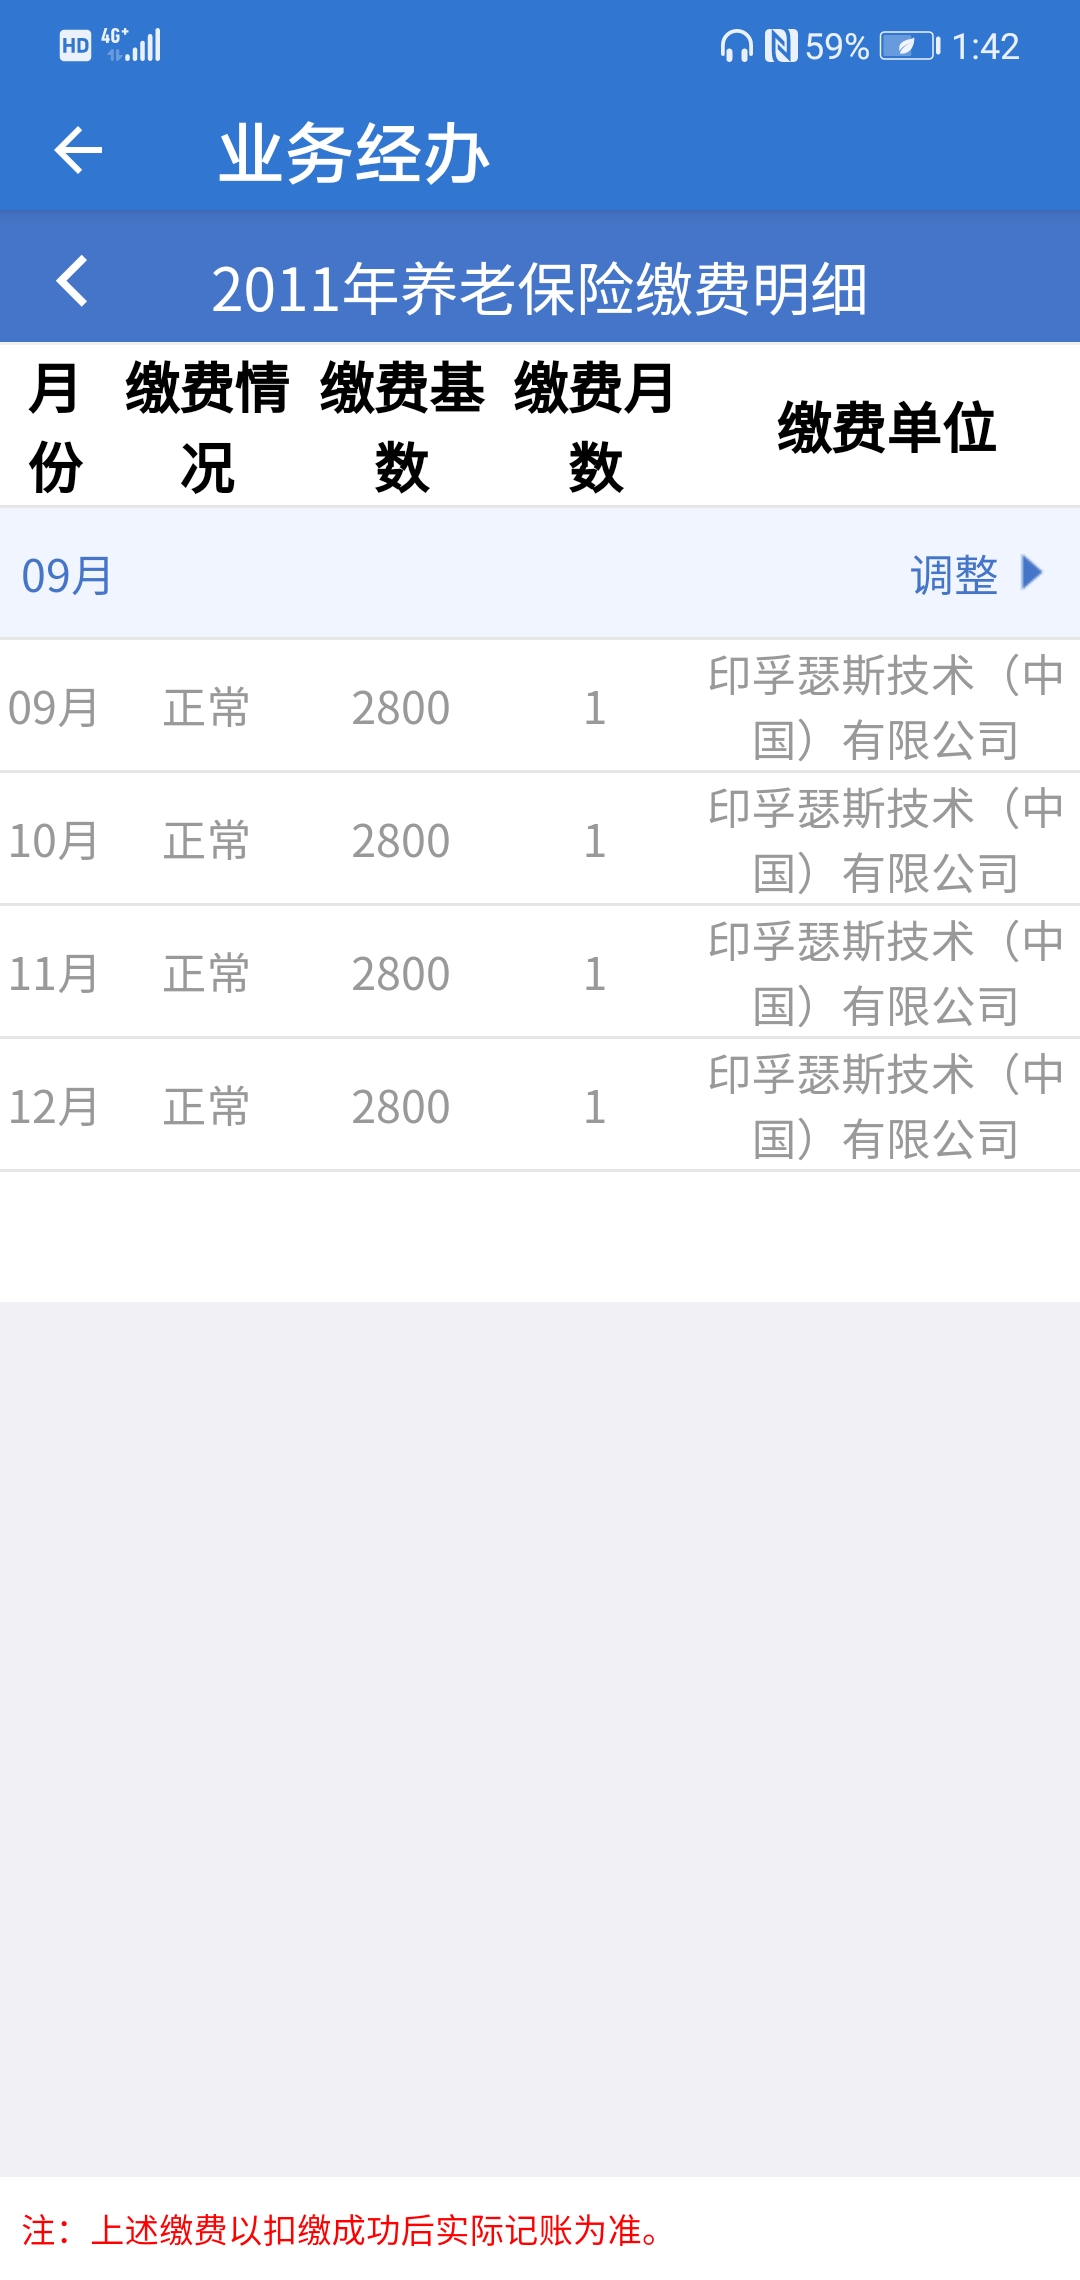 HD 4G+ 59% 1:42
业务经办
2011年养老保险缴费明细
月份 缴费情况 缴费基数 缴费月数 缴费单位
09月 调整
09月 正常 2800 1 印孚瑟斯技术（中
国）有限公司
10月 正常 2800 1 印孚瑟斯技术（中
国）有限公司
11月 正常 2800 1 印孚瑟斯技术（中
国）有限公司
12月 正常 2800 1 印孚瑟斯技术（中
国）有限公司
注：上述缴费以扣缴成功后实际记账为准。